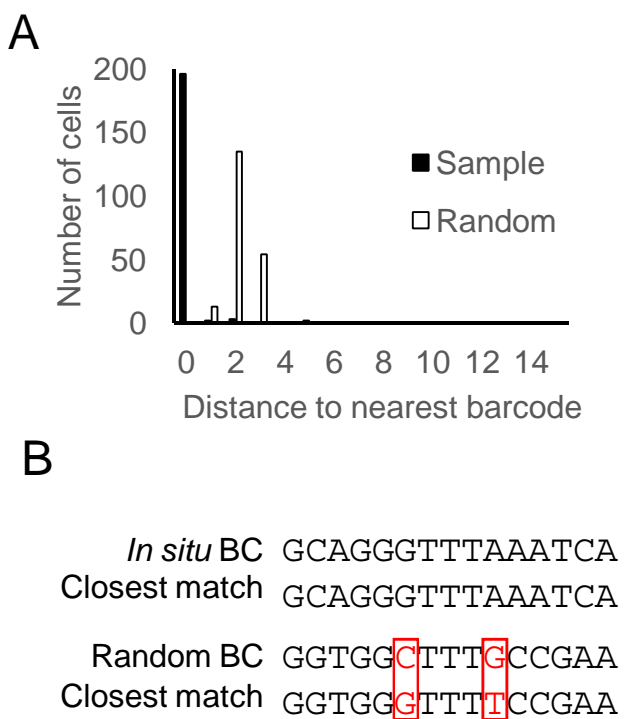 A
200
150
100
50
0
Number of cells
Sample
Random
0 2 4 6 8 10 12 14
Distance to nearest barcode
B
In situ BC GCAGGGTTTAAATCA
Closest match GCAGGGTTTAAATCA
Random BC GGTGGCTTTGCCGAA
Closest match GGTGGGTTTTCCGAA